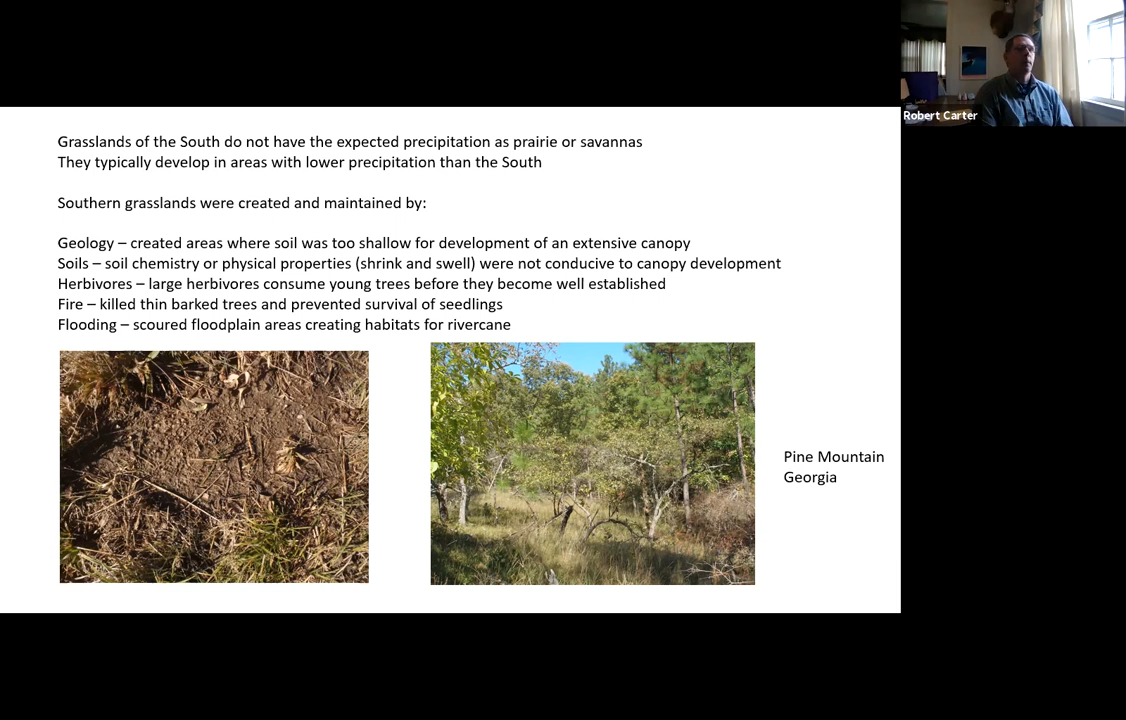 Robert Carter
Grasslands of the South do not have the expected precipitation as prairie or savannas
They typically develop in areas with lower precipitation than the South
Southern grasslands were created and maintained by:
Geology – created areas where soil was too shallow for development of an extensive canopy
Soils – soil chemistry or physical properties (shrink and swell) were not conducive to canopy development
Herbivores – large herbivores consume young trees before they become well established
Fire – killed thin barked trees and prevented survival of seedlings
Flooding – scoured floodplain areas creating habitats for rivercane
Pine Mountain
Georgia